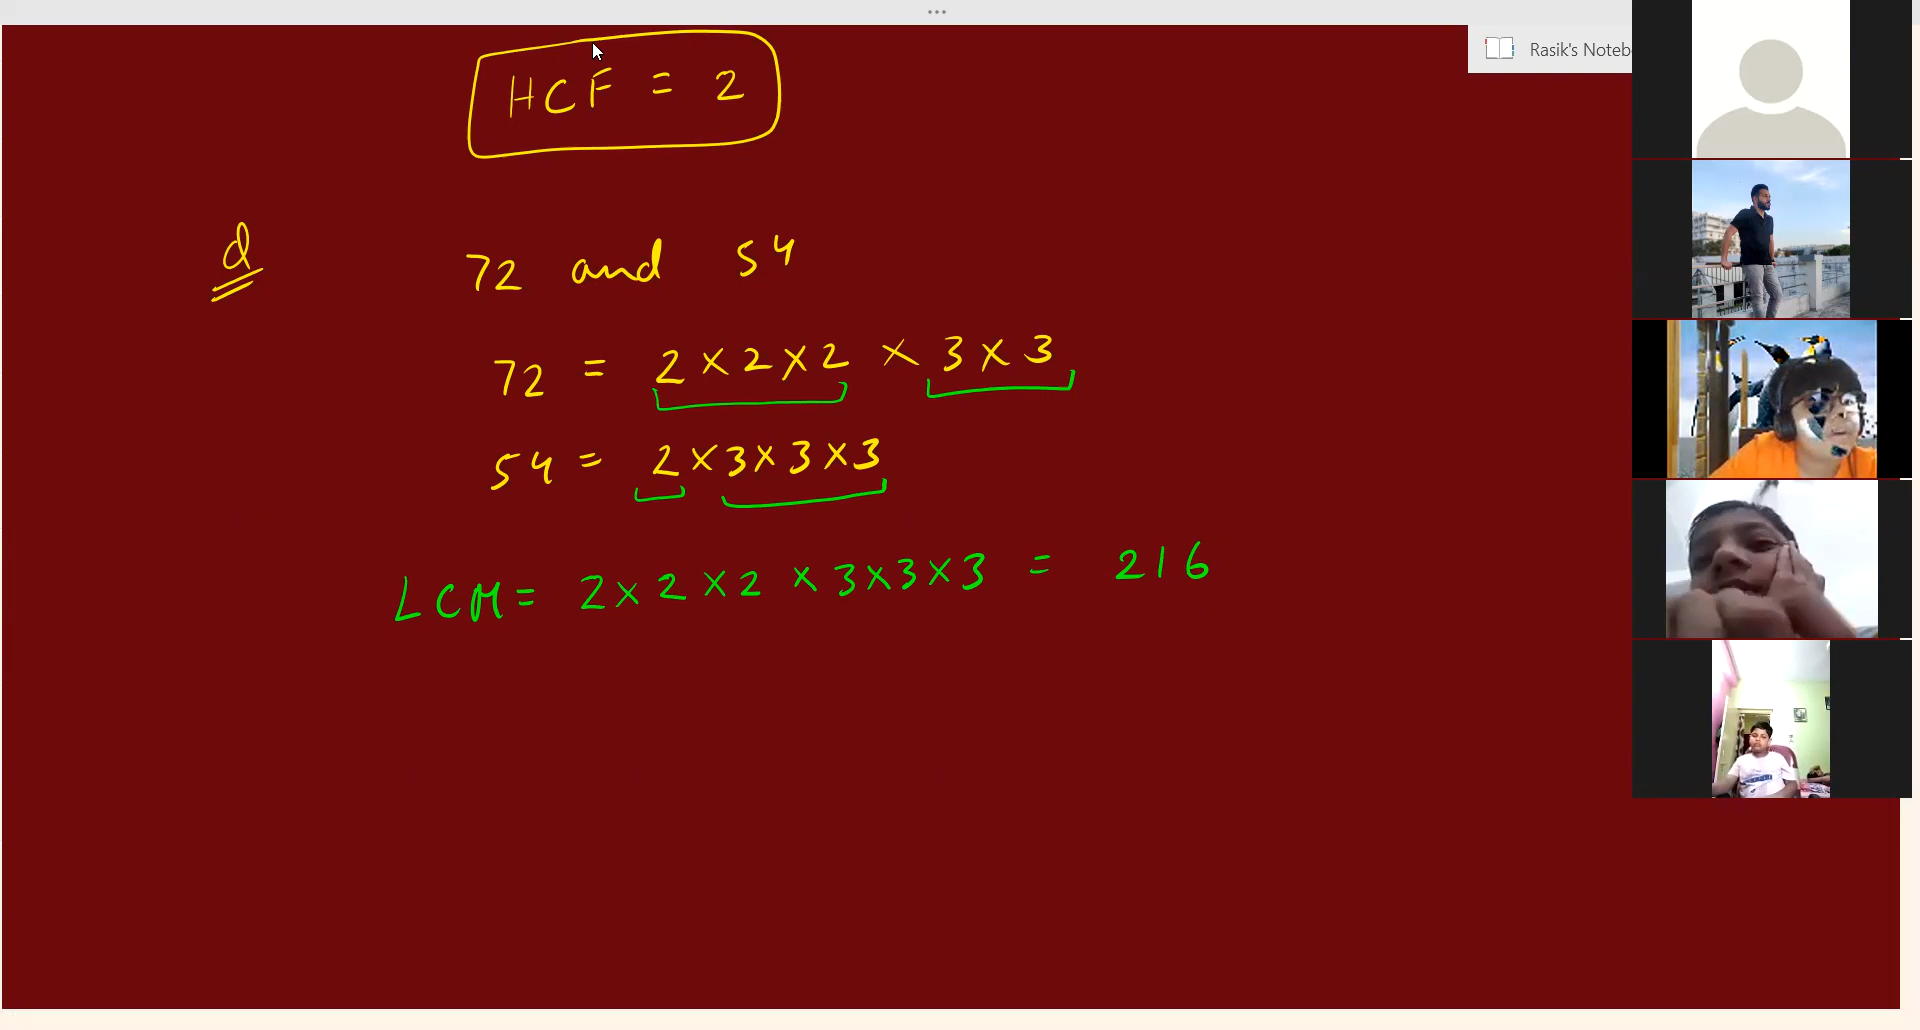 HCF = 2
Rasik's Noteb
d 72 and 54
72 = 2 × 2 × 2 × 3 × 3
54 = 2 × 3 × 3 × 3
LCM = 2 × 2 × 2 × 3 × 3 × 3 = 216